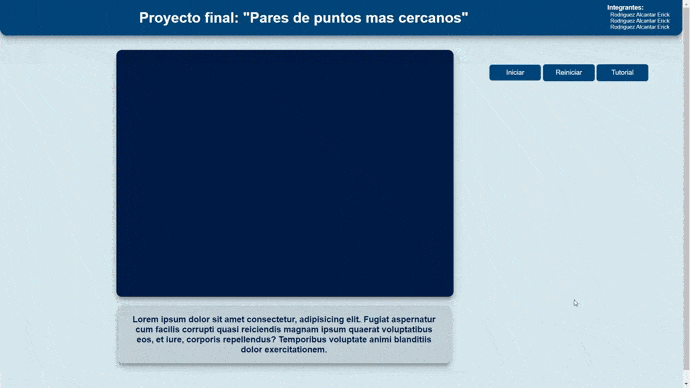 Proyecto final: "Pares de puntos mas cercanos"
Integrantes:
Rodriguez Alcantar Erick
Rodriguez Alcantar Erick
Rodriguez Alcantar Erick
Iniciar
Reiniciar
Tutorial
Lorem ipsum dolor sit amet consectetur, adipisicing elit. Fugiat aspernatur
cum facilis corrupti quasi reiciendis magnam ipsum quaerat voluptatibus
eos, et iure, corporis repellendus? Temporibus voluptate animi blanditiis
dolor exercitationem.